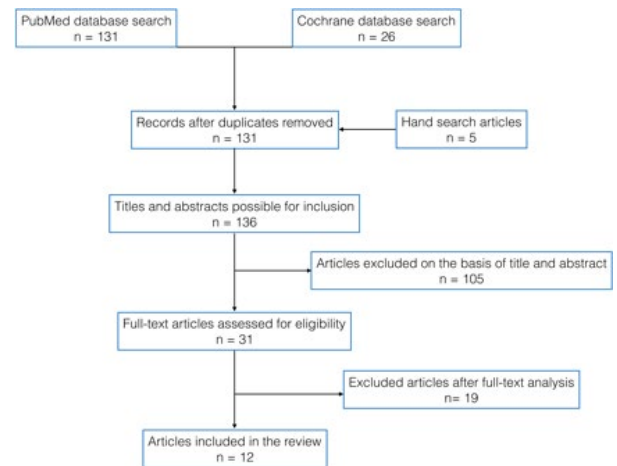 PubMed database search
n = 131
Cochrane database search
n = 26
Records after duplicates removed
n = 131
Hand search articles
n = 5
Titles and abstracts possible for inclusion
n = 136
Articles excluded on the basis of title and abstract
n = 105
Full-text articles assessed for eligibility
n = 31
Excluded articles after full-text analysis
n= 19
Articles included in the review
n = 12